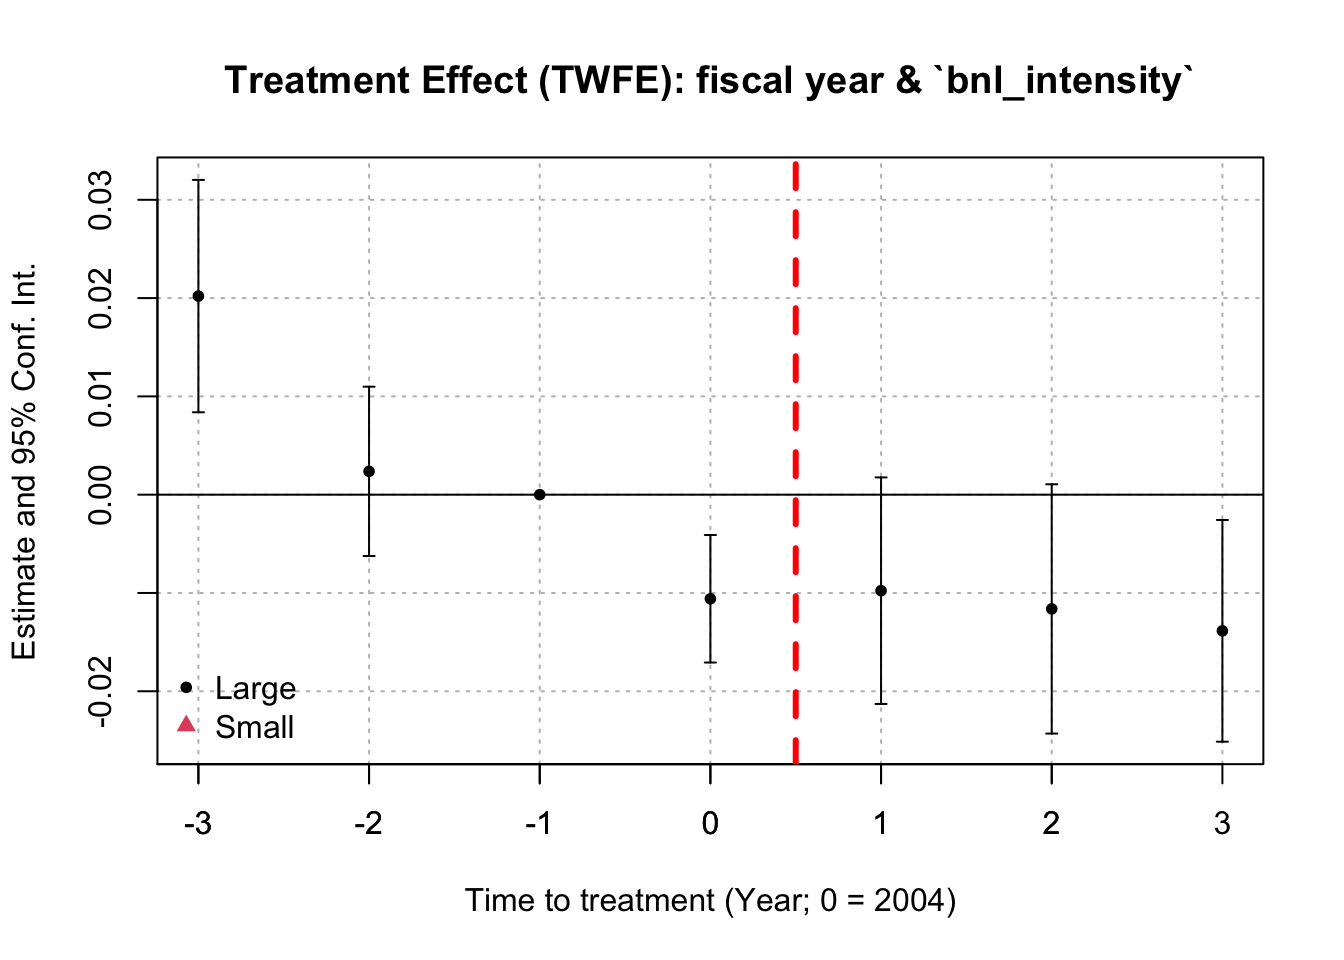 Treatment Effect (TWFE): fiscal year & `bnl_intensity`
Estimate and 95% Conf. Int.
0.03
0.02
0.01
0.00
-0.02
Large
Small
-3 -2 -1 0 1 2 3
Time to treatment (Year; 0 = 2004)